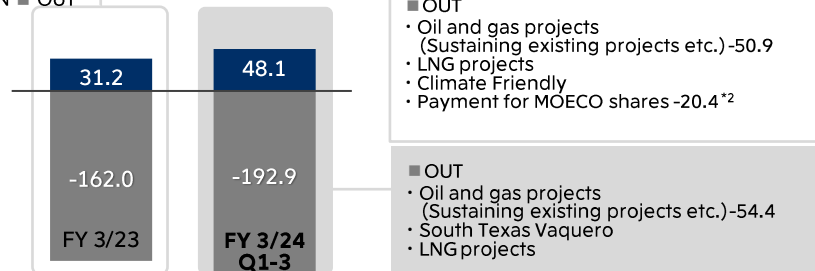 N ■ OUT
31.2
48.1
-162.0
-192.9
FY 3/23
FY 3/24
Q1-3
■OUT
・Oil and gas projects
(Sustaining existing projects etc.)-50.9
・LNG projects
・Climate Friendly
・Payment for MOECO shares -20.4*2
■OUT
・Oil and gas projects
(Sustaining existing projects etc.)-54.4
・South Texas Vaquero
・LNG projects